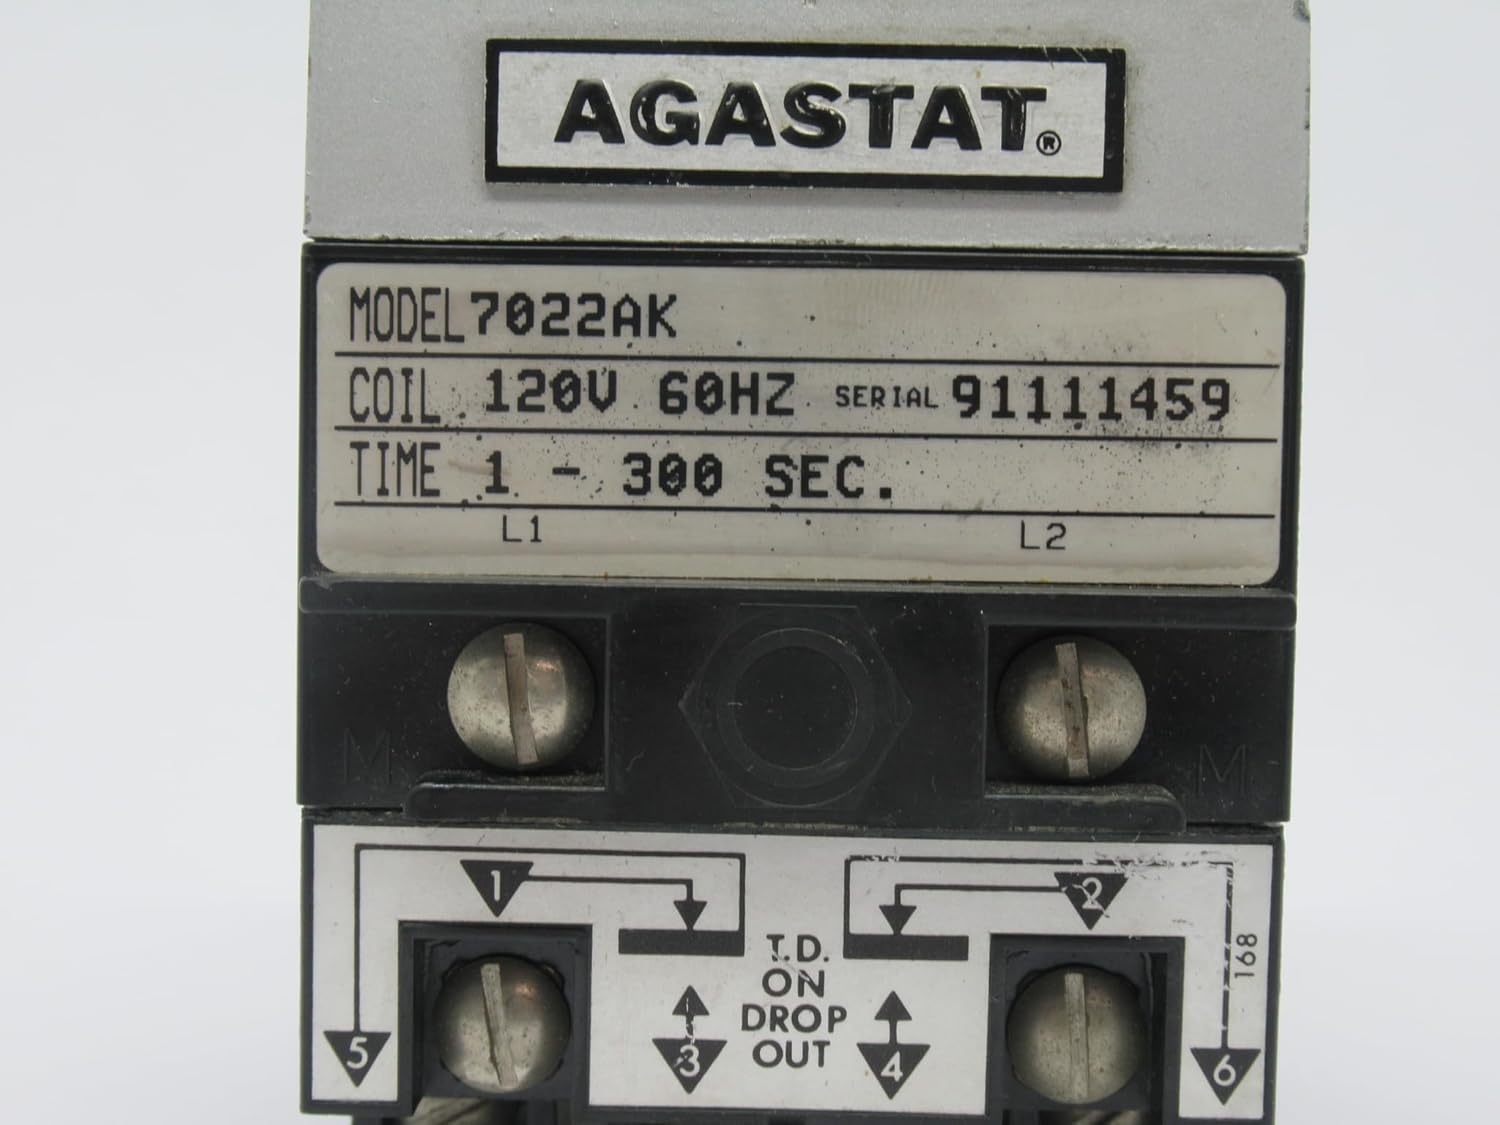 AGASTAT®
MODEL 7022AK
COIL 120V 60HZ SERIAL 91111459
TIME 1 - 300 SEC.
L1 L2
M M
1 2
T.D.
ON
DROP
OUT
168
5 3 4 6